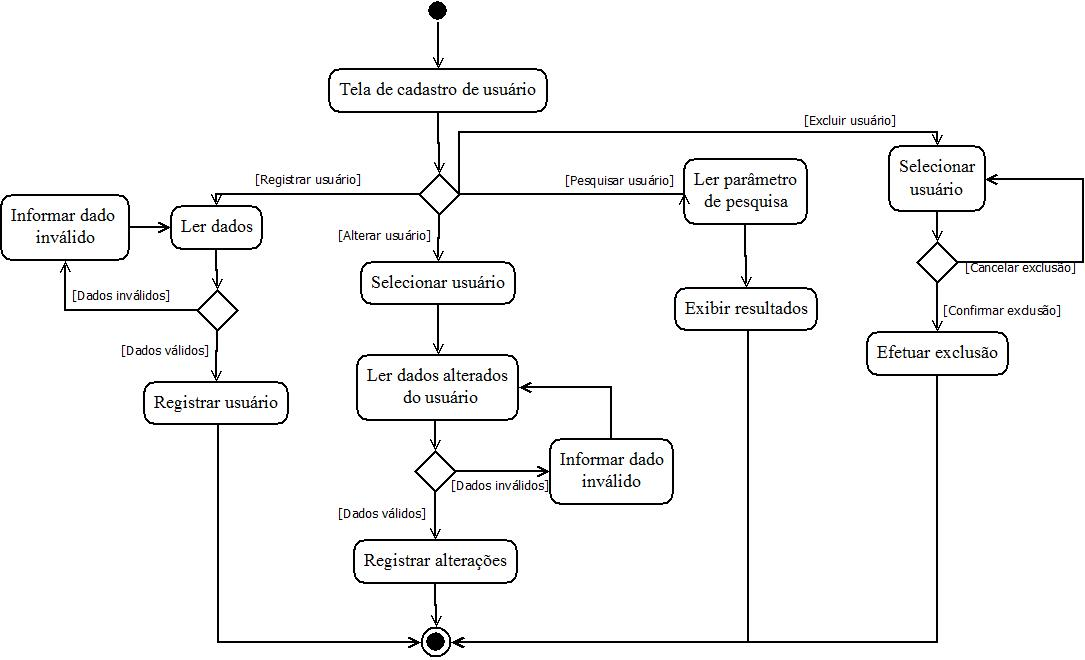 Tela de cadastro de usuário
[Excluir usuário]
[Registrar usuário]
[Pesquisar usuário]
Ler parâmetro
de pesquisa
Selecionar
usuário
Informar dado
inválido
Ler dados
[Alterar usuário]
Selecionar usuário
[Cancelar exclusão]
[Dados inválidos]
Exibir resultados
[Confirmar exclusão]
[Dados válidos]
Efetuar exclusão
Registrar usuário
Ler dados alterados
do usuário
Informar dado
inválido
[Dados inválidos]
[Dados válidos]
Registrar alterações